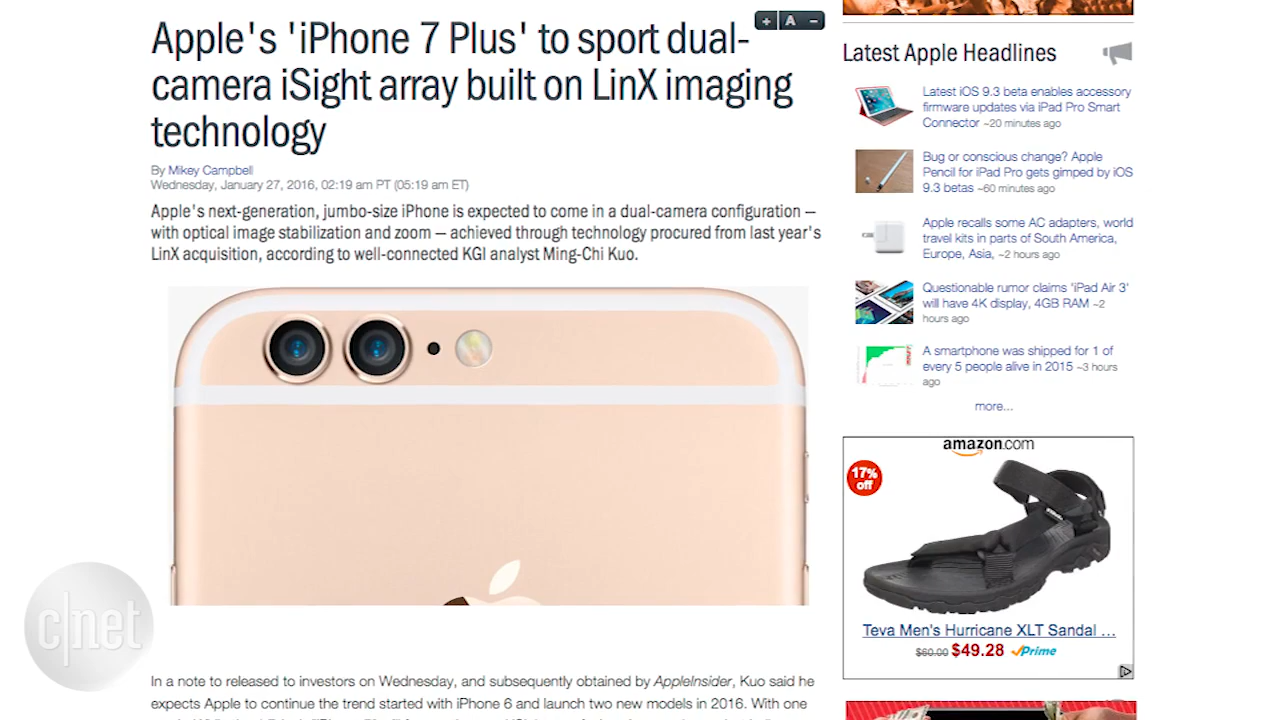 Apple's 'iPhone 7 Plus' to sport dual-
camera iSight array built on LinX imaging
technology
+ A −
By Mikey Campbell
Wednesday, January 27, 2016, 02:19 am PT (05:19 am ET)
Apple's next-generation, jumbo-size iPhone is expected to come in a dual-camera configuration —
with optical image stabilization and zoom — achieved through technology procured from last year's
LinX acquisition, according to well-connected KGI analyst Ming-Chi Kuo.
In a note to released to investors on Wednesday, and subsequently obtained by AppleInsider, Kuo said he
expects Apple to continue the trend started with iPhone 6 and launch two new models in 2016. With one
c|net
Latest Apple Headlines
Latest iOS 9.3 beta enables accessory
firmware updates via iPad Pro Smart
Connector ~20 minutes ago
Bug or conscious change? Apple
Pencil for iPad Pro gets gimped by iOS
9.3 betas ~60 minutes ago
Apple recalls some AC adapters, world
travel kits in parts of South America,
Europe, Asia, ~2 hours ago
Questionable rumor claims 'iPad Air 3'
will have 4K display, 4GB RAM ~2
hours ago
A smartphone was shipped for 1 of
every 5 people alive in 2015 ~3 hours
ago
more...
amazon.com
17%
off
Teva Men's Hurricane XLT Sandal ...
$60.00 $49.28 Prime